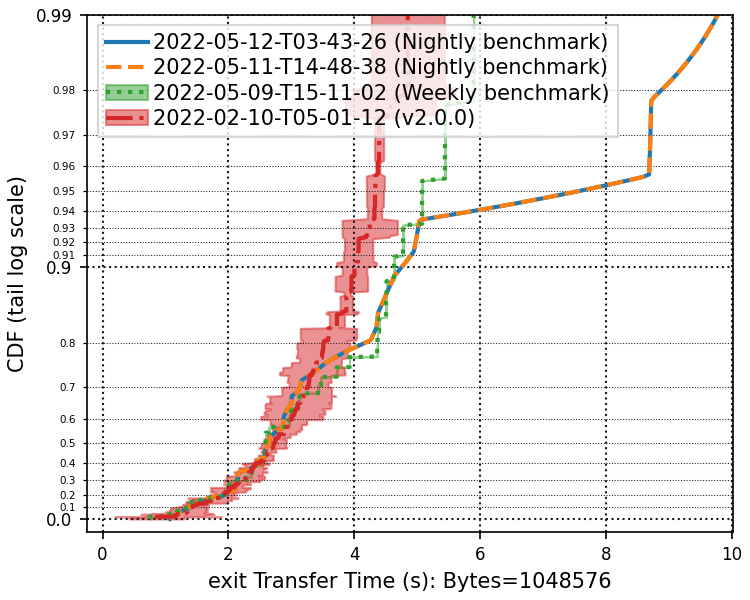 0.99
2022-05-12-T03-43-26 (Nightly benchmark)
2022-05-11-T14-48-38 (Nightly benchmark)
2022-05-09-T15-11-02 (Weekly benchmark)
2022-02-10-T05-01-12 (v2.0.0)
0.98
0.97
0.96
0.95
0.94
0.93
0.92
0.91
0.9
0.8
0.7
0.6
0.5
0.4
0.3
0.2
0.1
0.0
CDF (tail log scale)
0 2 4 6 8 10
exit Transfer Time (s): Bytes=1048576